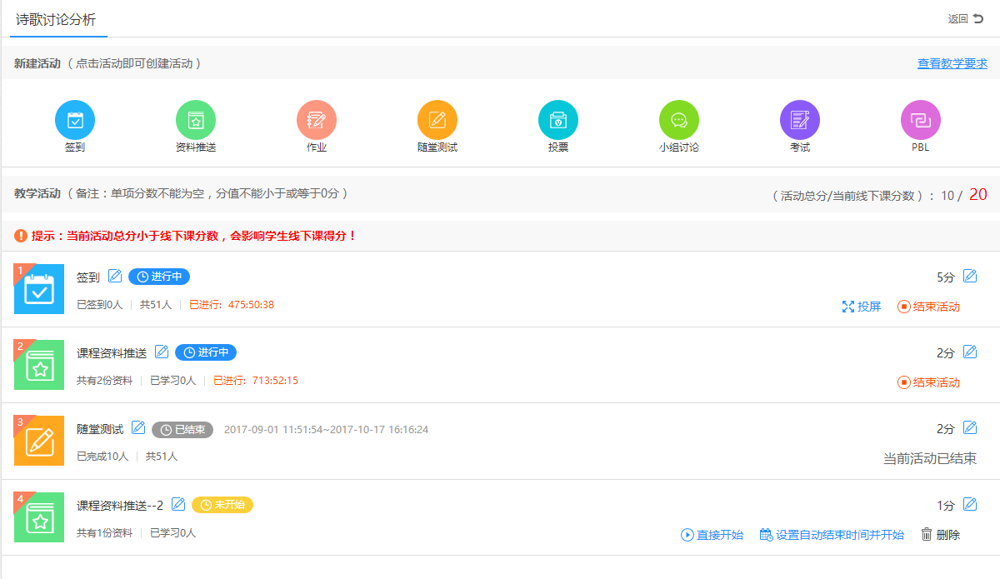 诗歌讨论分析 返回
新建活动（点击活动即可创建活动） 查看教学要求
签到 资料推送 作业 随堂测试 投票 小组讨论 考试 PBL
教学活动（备注：单项分数不能为空，分值不能小于或等于0分） （活动总分/当前线下课分数）：10 / 20
提示：当前活动总分小于线下课分数，会影响学生线下课得分！
1 签到 进行中 5分
已签到0人 共51人 已进行: 475:50:38 投屏 结束活动
2 课程资料推送 进行中 2分
共有2份资料 已学习0人 已进行: 713:52:15 结束活动
3 随堂测试 已结束 2017-09-01 11:51:54~2017-10-17 16:16:24 2分
已完成10人 共51人 当前活动已结束
4 课程资料推送--2 未开始 1分
共有1份资料 已学习0人 直接开始 设置自动结束时间并开始 删除